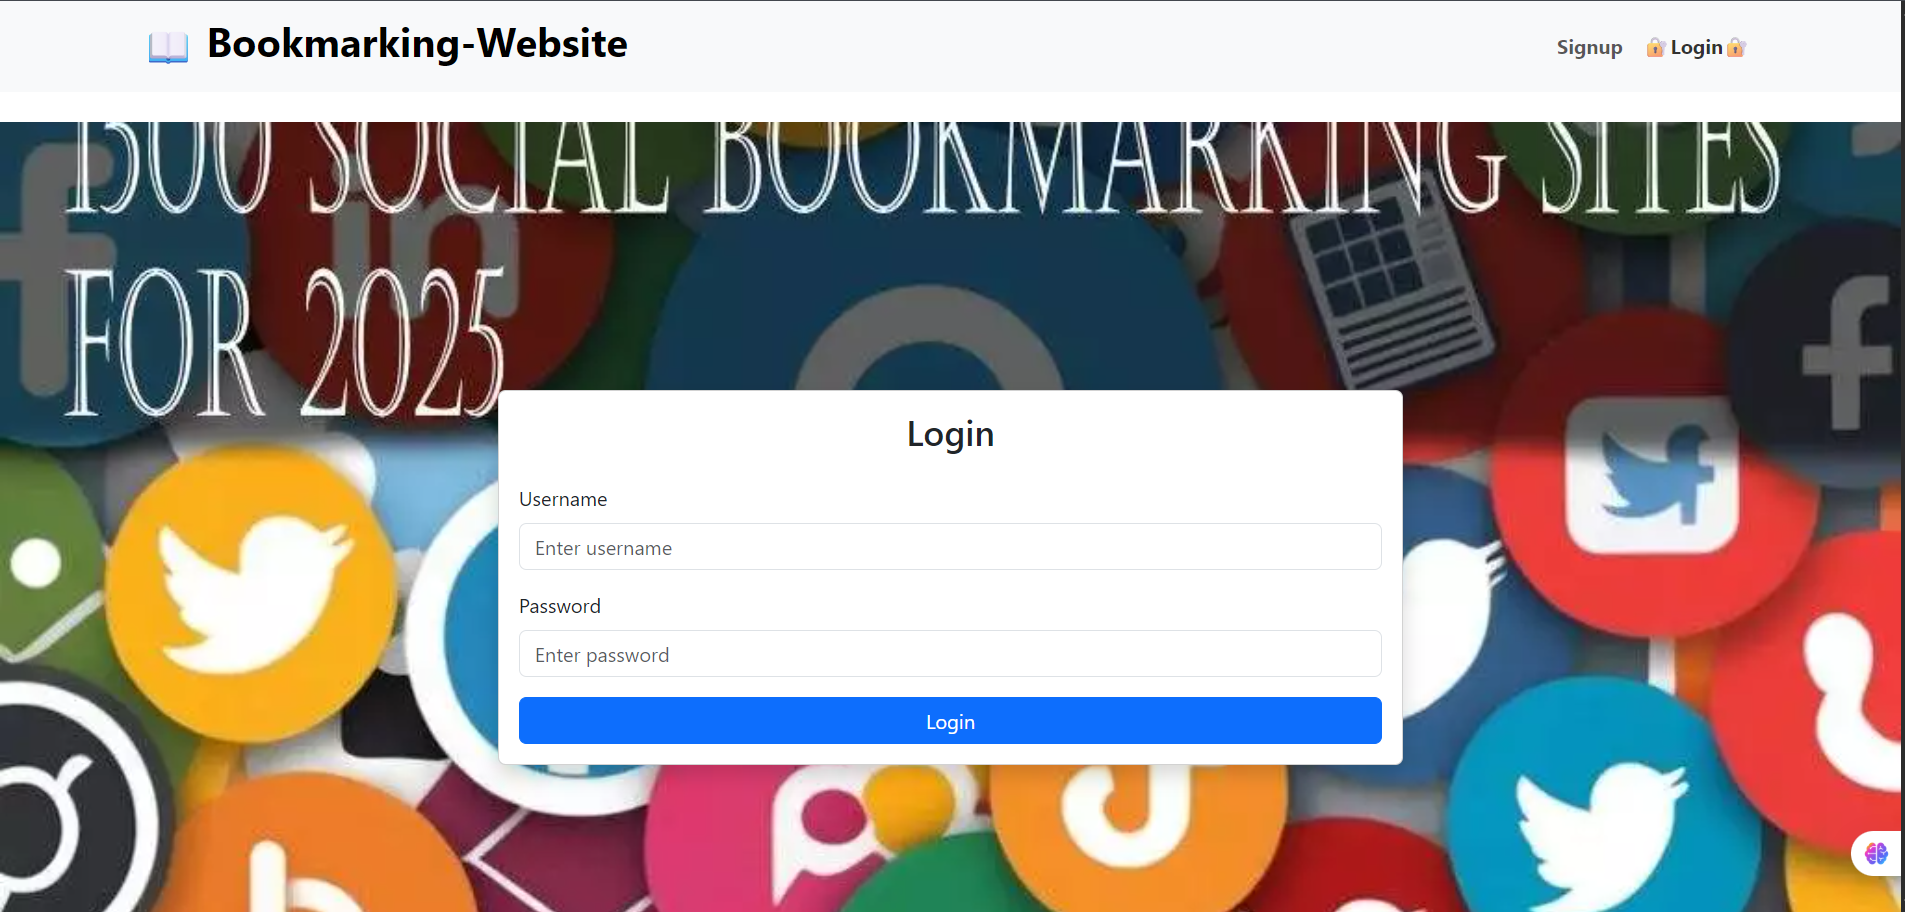 Bookmarking-Website
Signup
Login
1500 SOCIAL BOOKMARKING SITES
FOR 2025
Login
Username
Enter username
Password
Enter password
Login